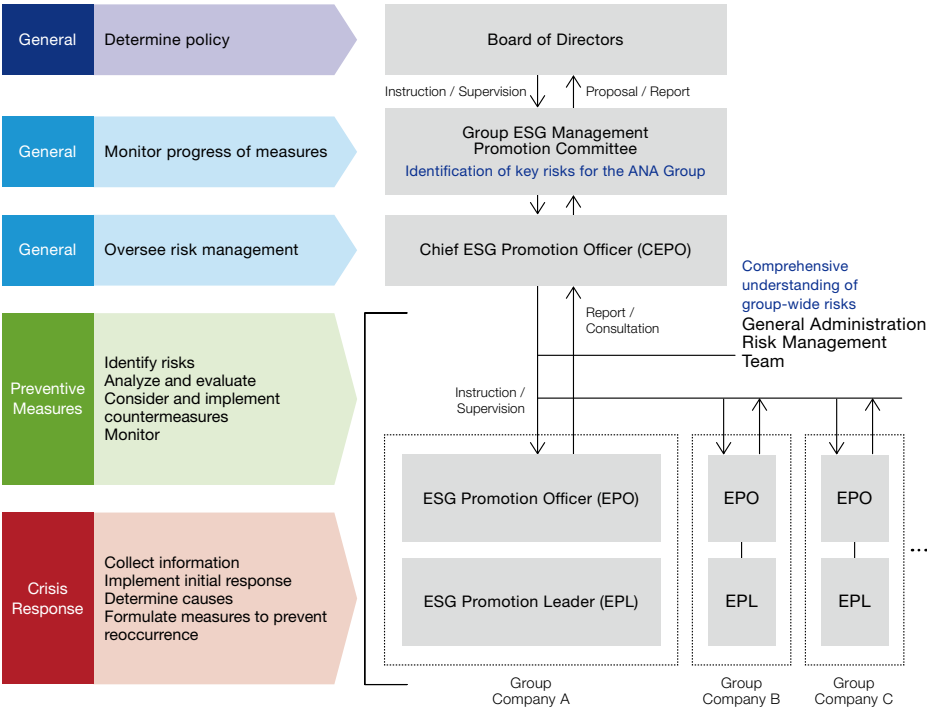 General
Determine policy
Board of Directors
Instruction / Supervision
Proposal / Report
General
Monitor progress of measures
Group ESG Management
Promotion Committee
Identification of key risks for the ANA Group
General
Oversee risk management
Chief ESG Promotion Officer (CEPO)
Comprehensive
understanding of
group-wide risks
General Administration
Risk Management
Team
Report /
Consultation
Instruction /
Supervision
Preventive
Measures
Identify risks
Analyze and evaluate
Consider and implement
countermeasures
Monitor
ESG Promotion Officer (EPO)
EPO
EPO
Crisis
Response
Collect information
Implement initial response
Determine causes
Formulate measures to prevent
reoccurrence
ESG Promotion Leader (EPL)
EPL
EPL
...
Group
Company A
Group
Company B
Group
Company C